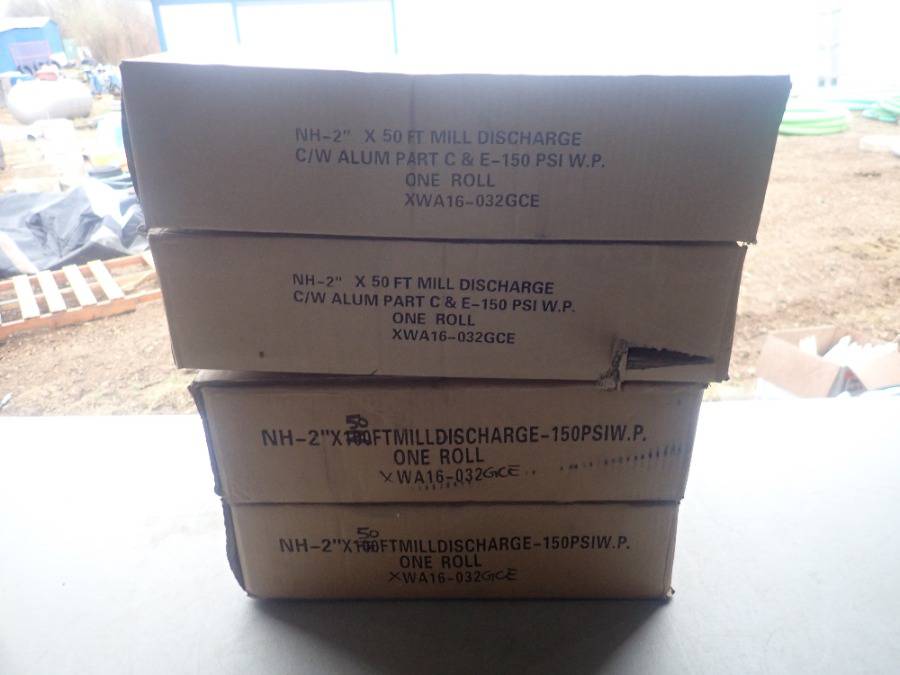 NH-2" X 50 FT MILL DISCHARGE
C/W ALUM PART C & E-150 PSI W.P.
ONE ROLL
XWA16-032GCE
NH-2" X 50 FT MILL DISCHARGE
C/W ALUM PART C & E-150 PSI W.P.
ONE ROLL
XWA16-032GCE
50
NH-2"X100FTMILLDISCHARGE-150PSIW.P.
ONE ROLL
XWA16-032GCE
50
NH-2"X100FTMILLDISCHARGE-150PSIW.P.
ONE ROLL
XWA16-032GCE